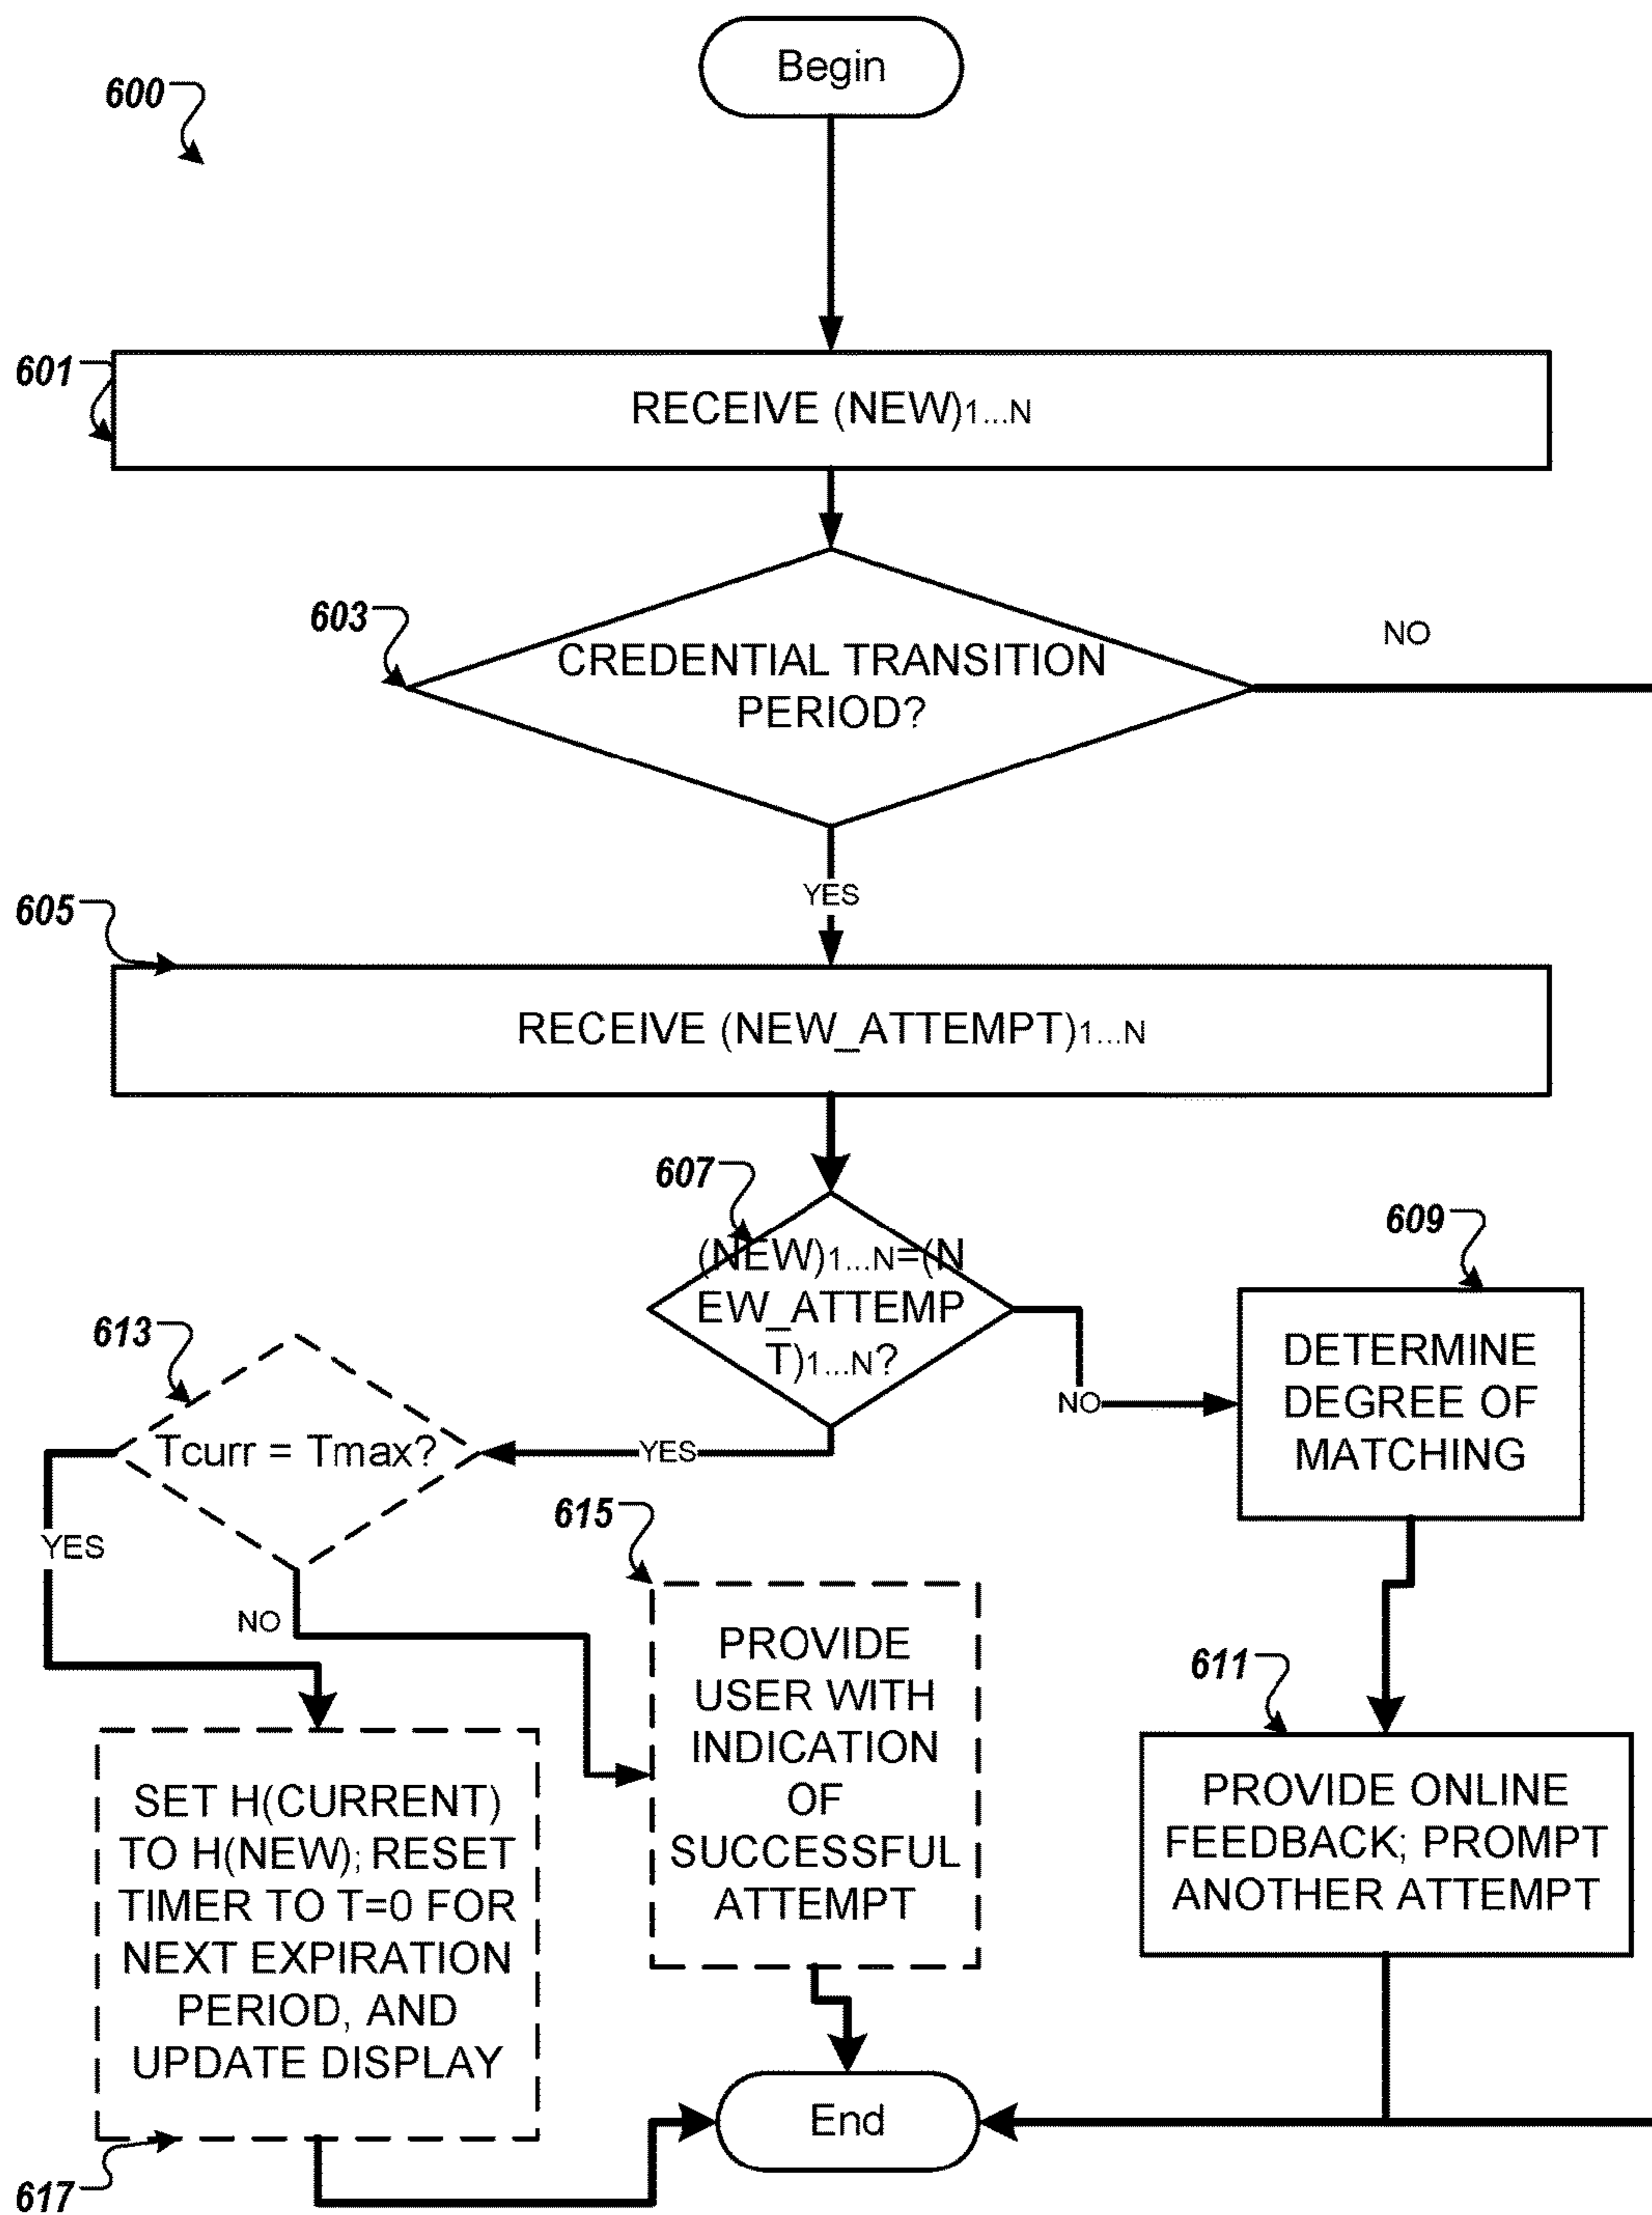 Begin
600
601
RECEIVE (NEW)1...N
603
CREDENTIAL TRANSITION
PERIOD?
NO
YES
605
RECEIVE (NEW_ATTEMPT)1...N
607
(NEW)1...N=(N
EW_ATTEMP
T)1...N?
609
DETERMINE
DEGREE OF
MATCHING
NO
613
Tcurr = Tmax?
YES
YES
NO
615
PROVIDE
USER WITH
INDICATION
OF
SUCCESSFUL
ATTEMPT
611
PROVIDE ONLINE
FEEDBACK; PROMPT
ANOTHER ATTEMPT
SET H(CURRENT)
TO H(NEW); RESET
TIMER TO T=0 FOR
NEXT EXPIRATION
PERIOD, AND
UPDATE DISPLAY
617
End